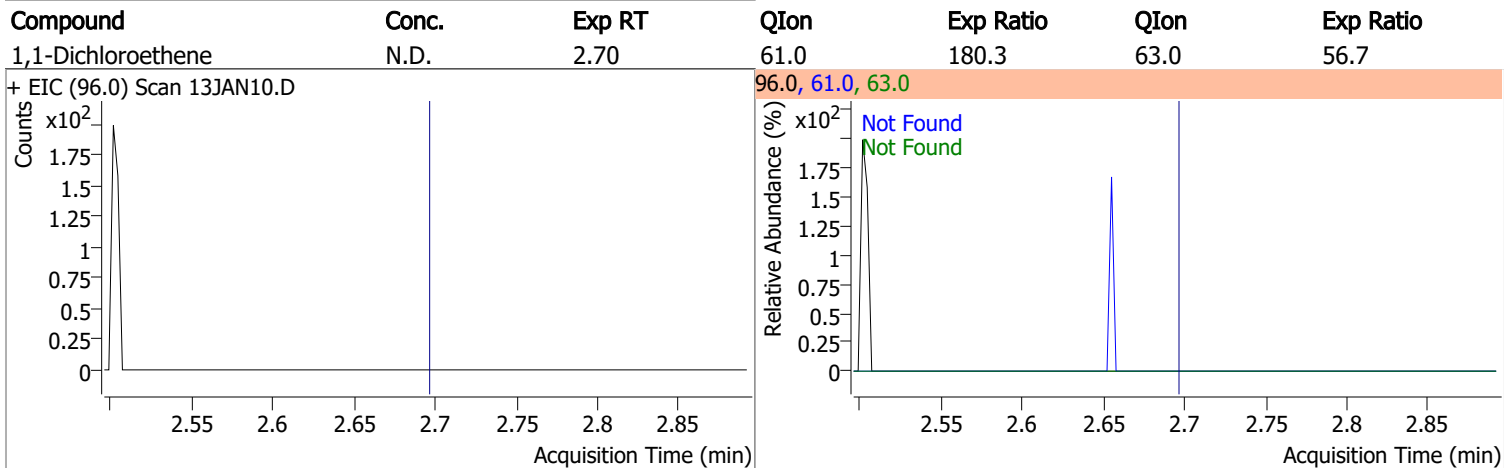 Compound Conc. Exp RT QIon Exp Ratio QIon Exp Ratio
1,1-Dichloroethene N.D. 2.70 61.0 180.3 63.0 56.7
+ EIC (96.0) Scan 13JAN10.D
Counts
x10²
1.75
1.5
1.25
1
0.75
0.5
0.25
0
2.55 2.6 2.65 2.7 2.75 2.8 2.85
Acquisition Time (min)
96.0, 61.0, 63.0
Relative Abundance (%)
x10²
Not Found
Not Found
1.75
1.5
1.25
1
0.75
0.5
0.25
0
2.55 2.6 2.65 2.7 2.75 2.8 2.85
Acquisition Time (min)